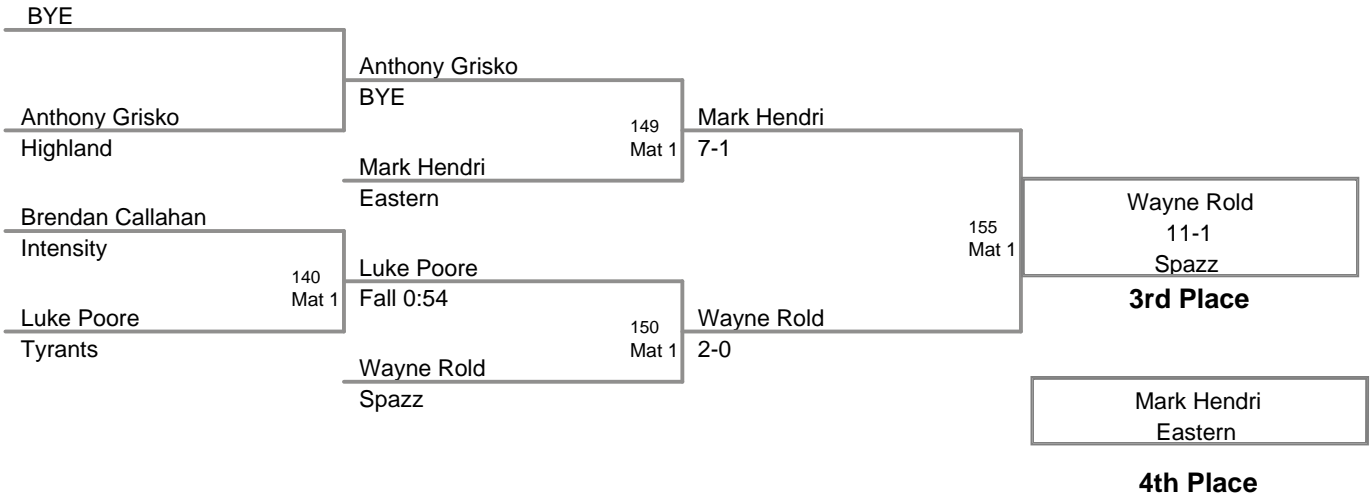 BYE
Anthony Grisko
BYE
Anthony Grisko
Highland
149
Mat 1
Mark Hendri
7-1
Mark Hendri
Eastern
Brendan Callahan
Intensity
140
Mat 1
Luke Poore
Fall 0:54
Luke Poore
Tyrants
150
Mat 1
Wayne Rold
2-0
Wayne Rold
Spazz
155
Mat 1
Wayne Rold
11-1
Spazz
3rd Place
Mark Hendri
Eastern
4th Place